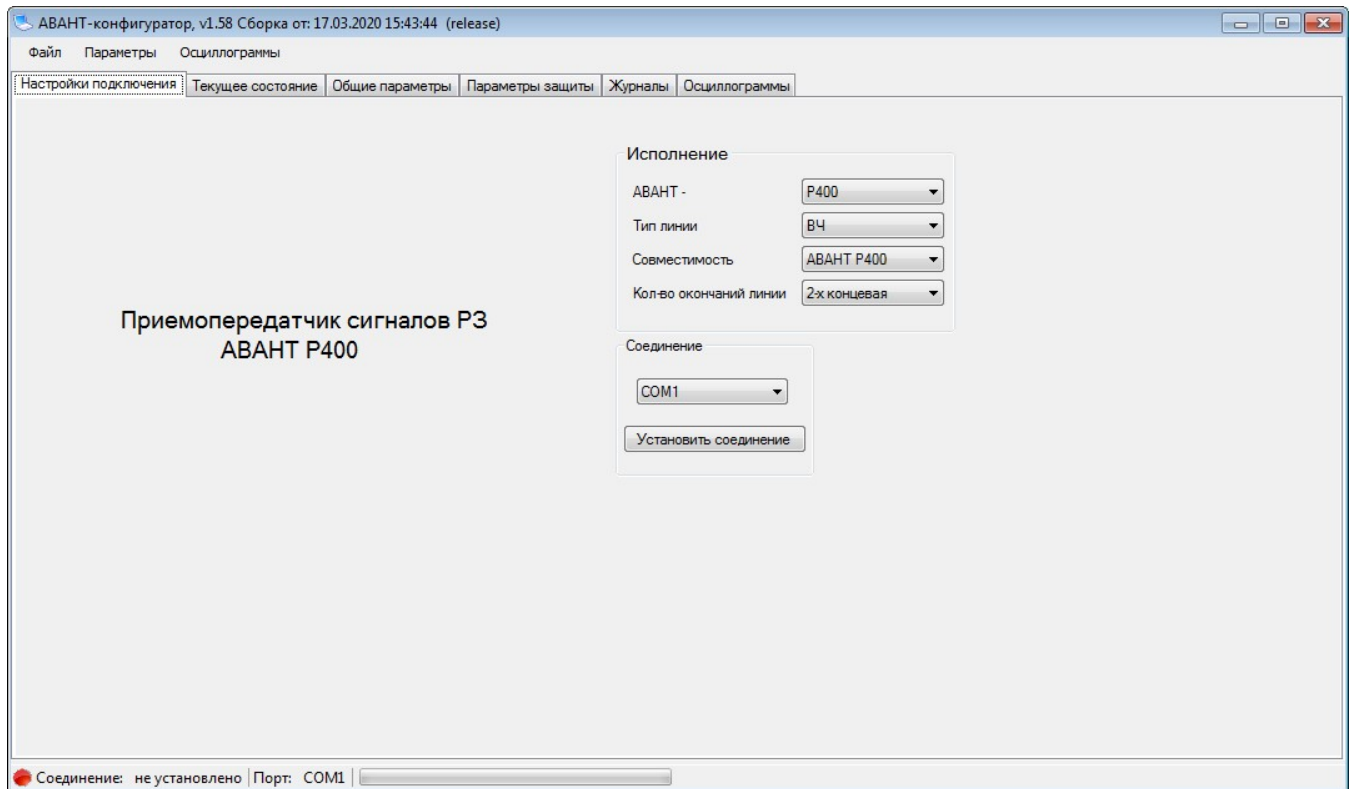 АВАНТ-конфигуратор, v1.58 Сборка от: 17.03.2020 15:43:44 (release)
Файл Параметры Осциллограммы
Настройки подключения Текущее состояние Общие параметры Параметры защиты Журналы Осциллограммы
Исполнение
АВАНТ - Р400
Тип линии ВЧ
Совместимость АВАНТ Р400
Кол-во окончаний линии 2-х концевая
Приемопередатчик сигналов РЗ
АВАНТ Р400
Соединение
COM1
Установить соединение
Соединение: не установлено Порт: COM1